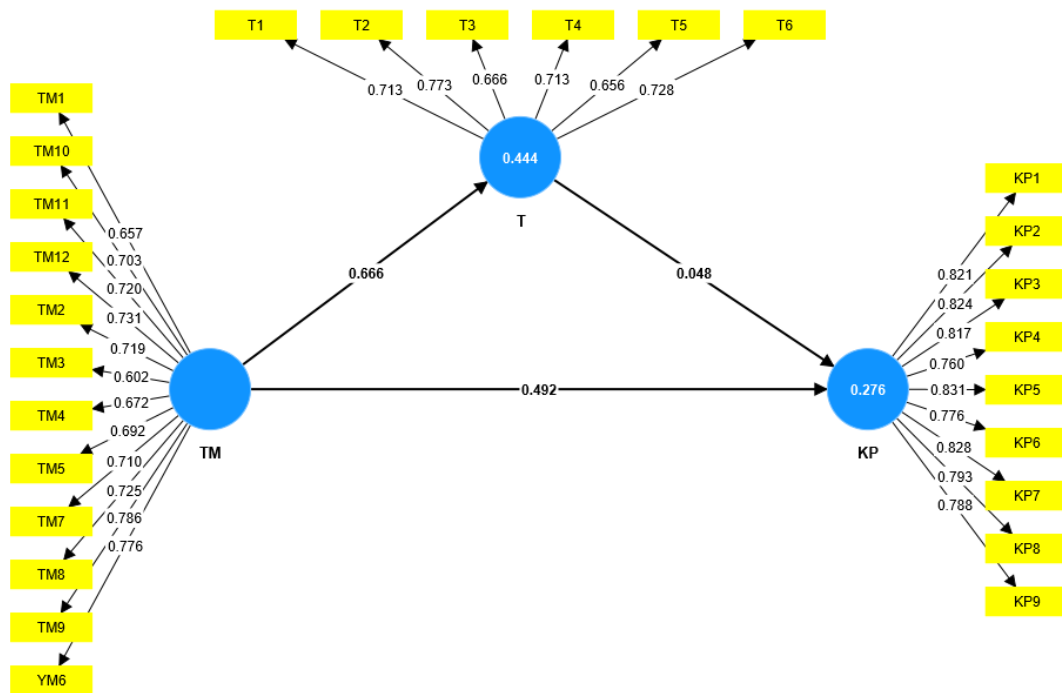 T1 T2 T3 T4 T5 T6
0.713 0.773 0.666 0.713 0.656 0.728
TM1
TM10
TM11
TM12
TM2
TM3
TM4
TM5
TM7
TM8
TM9
YM6
0.657
0.703
0.720
0.731
0.719
0.602
0.672
0.692
0.710
0.725
0.786
0.776
TM
0.444
T
0.666
0.048
0.492
0.276
KP
0.821
0.824
0.817
0.760
0.831
0.776
0.828
0.793
0.788
KP1
KP2
KP3
KP4
KP5
KP6
KP7
KP8
KP9